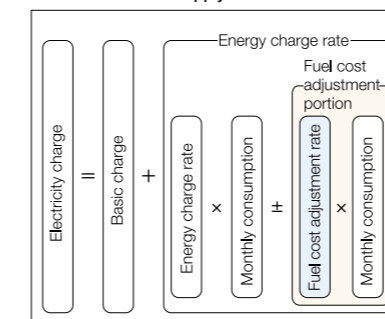 Energy charge rate
Fuel cost
adjustment
portion
Electricity charge
=
Basic charge
+
Energy charge rate
×
Monthly consumption
±
Fuel cost adjustment rate
×
Monthly consumption